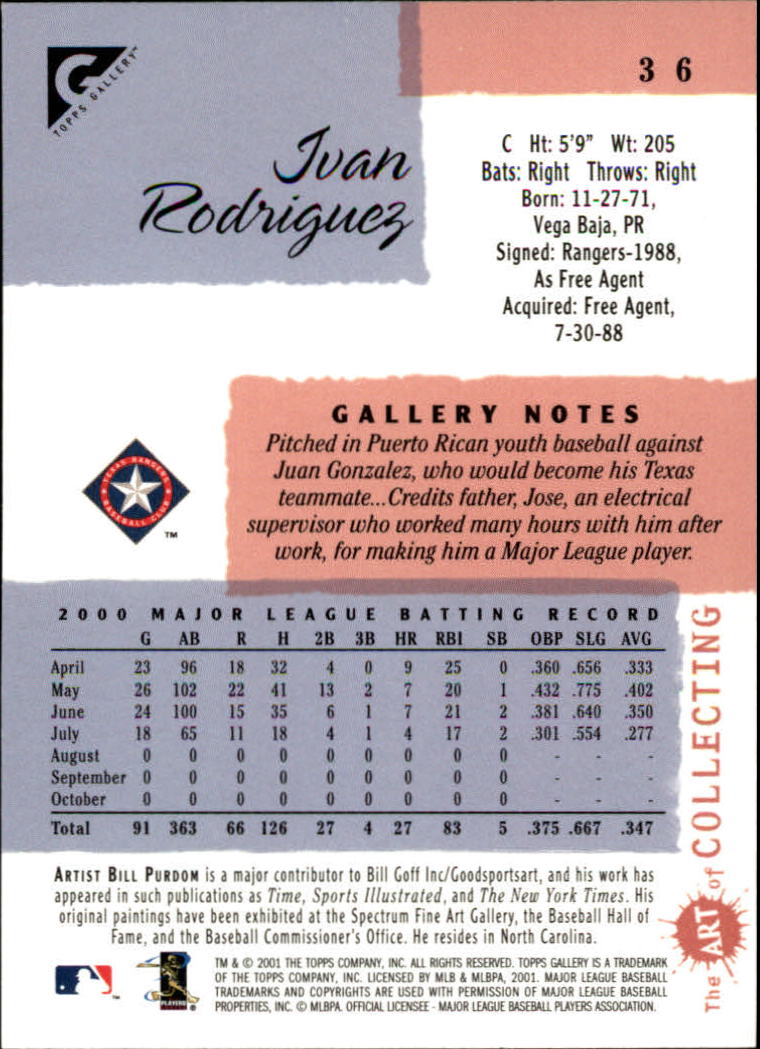 G
TOPPS GALLERY™
36
Ivan
Rodriguez
C Ht: 5'9" Wt: 205
Bats: Right Throws: Right
Born: 11-27-71,
Vega Baja, PR
Signed: Rangers-1988,
As Free Agent
Acquired: Free Agent,
7-30-88
GALLERY NOTES
Pitched in Puerto Rican youth baseball against
Juan Gonzalez, who would become his Texas
teammate...Credits father, Jose, an electrical
supervisor who worked many hours with him after
work, for making him a Major League player.
TEXAS RANGERS
BASEBALL CLUB
™
2000 MAJOR LEAGUE BATTING RECORD
G AB R H 2B 3B HR RBI SB OBP SLG AVG
April 23 96 18 32 4 0 9 25 0 .360 .656 .333
May 26 102 22 41 13 2 7 20 1 .432 .775 .402
June 24 100 15 35 6 1 7 21 2 .381 .640 .350
July 18 65 11 18 4 1 4 17 2 .301 .554 .277
August 0 0 0 0 0 0 0 0 0 - - -
September 0 0 0 0 0 0 0 0 0 - - -
October 0 0 0 0 0 0 0 0 0 - - -
Total 91 363 66 126 27 4 27 83 5 .375 .667 .347
The ART of COLLECTING
ARTIST BILL PURDOM is a major contributor to Bill Goff Inc/Goodsportsart, and his work has
appeared in such publications as Time, Sports Illustrated, and The New York Times. His
original paintings have been exhibited at the Spectrum Fine Art Gallery, the Baseball Hall of
Fame, and the Baseball Commissioner's Office. He resides in North Carolina.
™
PLAYERS
®
TM & © 2001 THE TOPPS COMPANY, INC. ALL RIGHTS RESERVED. TOPPS GALLERY IS A TRADEMARK
OF THE TOPPS COMPANY, INC. LICENSED BY MLB & MLBPA, 2001. MAJOR LEAGUE BASEBALL
TRADEMARKS AND COPYRIGHTS ARE USED WITH PERMISSION OF MAJOR LEAGUE BASEBALL
PROPERTIES, INC. © MLBPA. OFFICIAL LICENSEE - MAJOR LEAGUE BASEBALL PLAYERS ASSOCIATION.